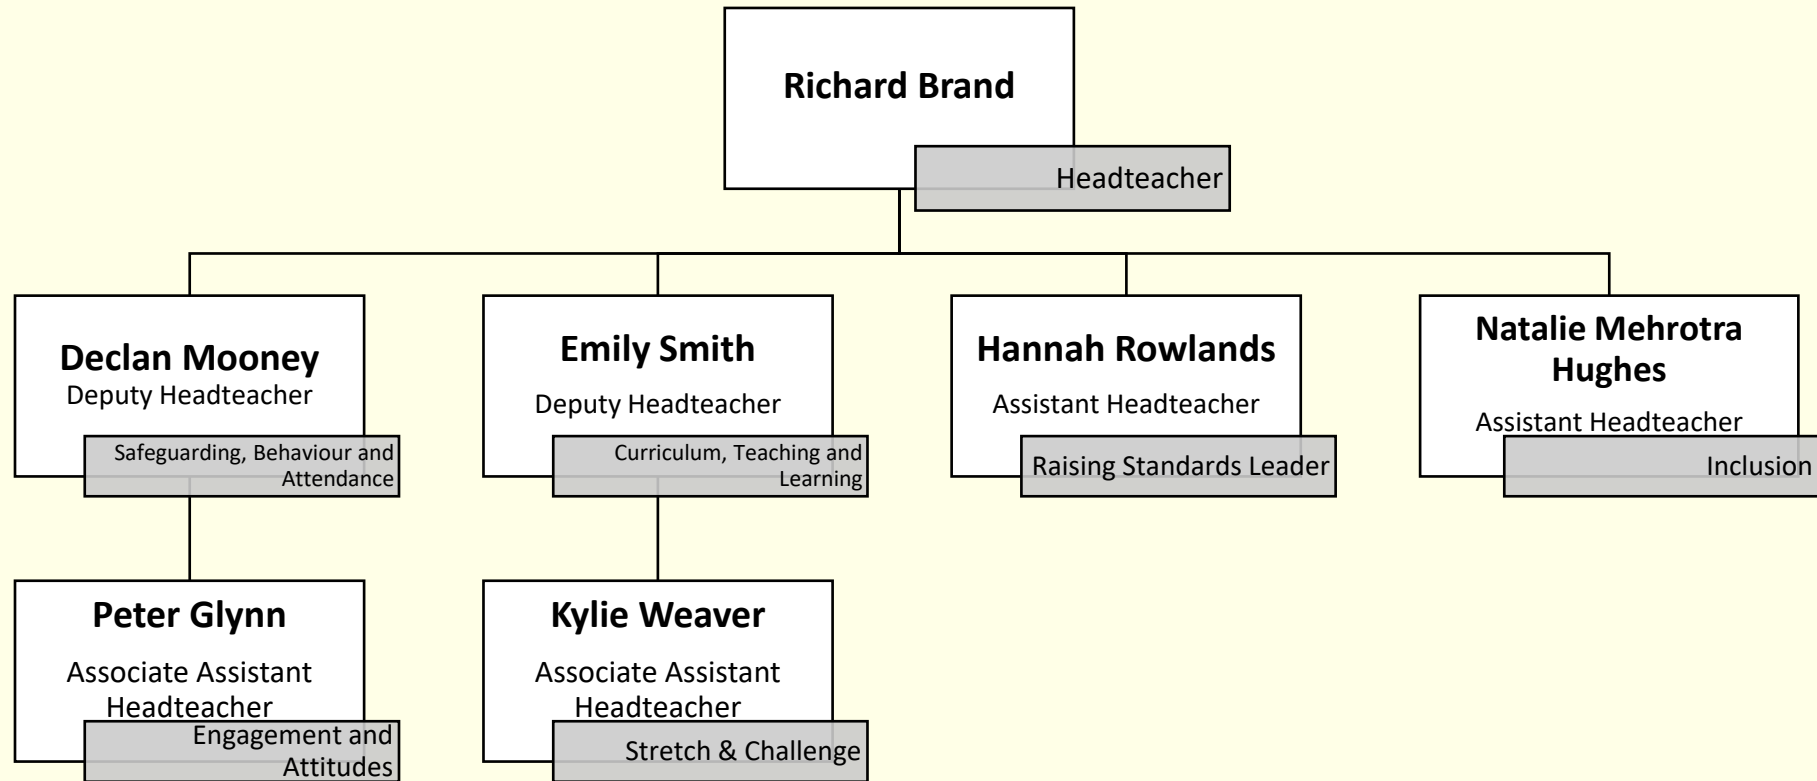 Richard Brand
Headteacher
Declan Mooney
Deputy Headteacher
Safeguarding, Behaviour and
Attendance
Emily Smith
Deputy Headteacher
Curriculum, Teaching and
Learning
Hannah Rowlands
Assistant Headteacher
Raising Standards Leader
Natalie Mehrotra
Hughes
Assistant Headteacher
Inclusion
Peter Glynn
Associate Assistant
Headteacher
Engagement and
Attitudes
Kylie Weaver
Associate Assistant
Headteacher
Stretch & Challenge